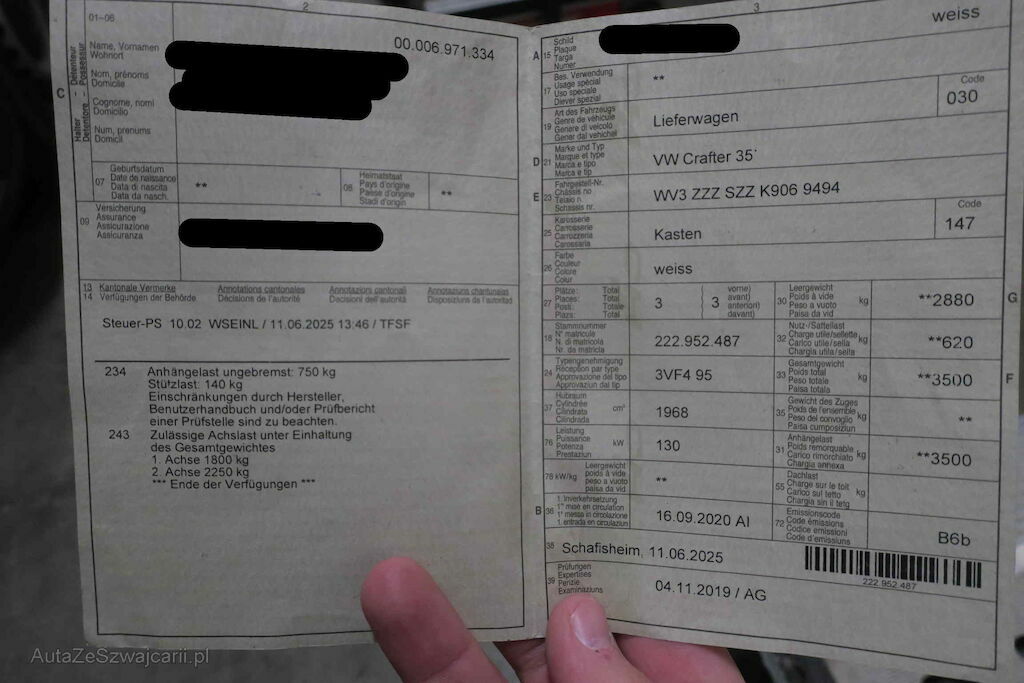 2
01–06
Halter Détenteur
Detentore - Possessur
C
Name, Vornamen
Wohnort
Nom, prénoms
Domicile
Cognome, nomi
Domicilio
Num, prenums
Domicil
00.006.971.334
07
Geburtsdatum
Date de naissance
Data di nascita
Data da nasch.
**
08
Heimatstaat
Pays d'origine
Paese d'origine
Stadi d'origin
**
09
Versicherung
Assurance
Assicurazione
Assicuranza
13 Kantonale Vermerke Annotations cantonales Annotazioni cantonali Annotaziuns chantunalas
14 Verfügungen der Behörde Décisions de l'autorité Decisioni dell'autorità Disposiziuns da l'autoritad
Steuer-PS 10.02 WSEINL / 11.06.2025 13:46 / TFSF
234 Anhängelast ungebremst: 750 kg
Stützlast: 140 kg
Einschränkungen durch Hersteller,
Benutzerhandbuch und/oder Prüfbericht
einer Prüfstelle sind zu beachten.
243 Zulässige Achslast unter Einhaltung
des Gesamtgewichtes
1. Achse 1800 kg
2. Achse 2250 kg
*** Ende der Verfügungen ***
3
A 15
Schild
Plaque
Targa
Numer
weiss
17
Bes. Verwendung
Usage spécial
Uso speciale
Diever spezial
**
19
Art des Fahrzeugs
Genre de véhicule
Genere di veicolo
Gener dal vehichel
Lieferwagen
Code
030
D 21
Marke und Typ
Marque et type
Marca e tipo
Marca e tip
VW Crafter 35
E 23
Fahrgestell-Nr.
Châssis no
Telaio n.
Schassis nr.
WV3 ZZZ SZZ K906 9494
25
Karosserie
Carrosserie
Carrozzeria
Carossaria
Kasten
Code
147
26
Farbe
Couleur
Colore
Colur
weiss
27
Plätze: Total
Places: Total
Posti: Totale
Plazs: Total
3
( 3
vorne)
avant)
anteriori)
davant)
30
Leergewicht
Poids à vide
Peso a vuoto
Paisa da vid
kg
**2880
G
18
Stammnummer
N° matricule
N. di matricola
Nr. da matricla
222.952.487
32
Nutz-/Sattellast
Charge utile/sellette
Carico utile/sella
Chargia utila/sella
kg
**620
24
Typengenehmigung
Réception par type
Approvazione del tipo
Approvaziun dal tip
3VF4 95
33
Gesamtgewicht
Poids total
Peso totale
Paisa totala
kg
**3500
F
37
Hubraum
Cylindrée
Cilindrata
Cilindrada
cm³
1968
35
Gewicht des Zuges
Poids de l'ensemble
Peso del convoglio
Paisa cumposiziun
kg
**
76
Leistung
Puissance
Potenza
Prestaziun
kW
130
31
Anhängelast
Poids remorquable
Carico rimorchiato
Chargia annexa
kg
**3500
78 kW/kg
Leergewicht
poids à vide
peso a vuoto
paisa da vid
**
55
Dachlast
Charge sur le toit
Carico sul tetto
Chargia sin il tetg
kg
B 36
1. Inverkehrsetzung
1re mise en circulation
1a messa in circolazione
1. entrada en circulaziun
16.09.2020 AI
72
Emissionscode
Code émissions
Codice emissioni
Code d'emissiuns
B6b
38
Schafisheim, 11.06.2025
222 952 487
39
Prüfungen
Expertises
Perizie
Examinaziuns
04.11.2019 / AG
AutaZeSzwajcarii.pl